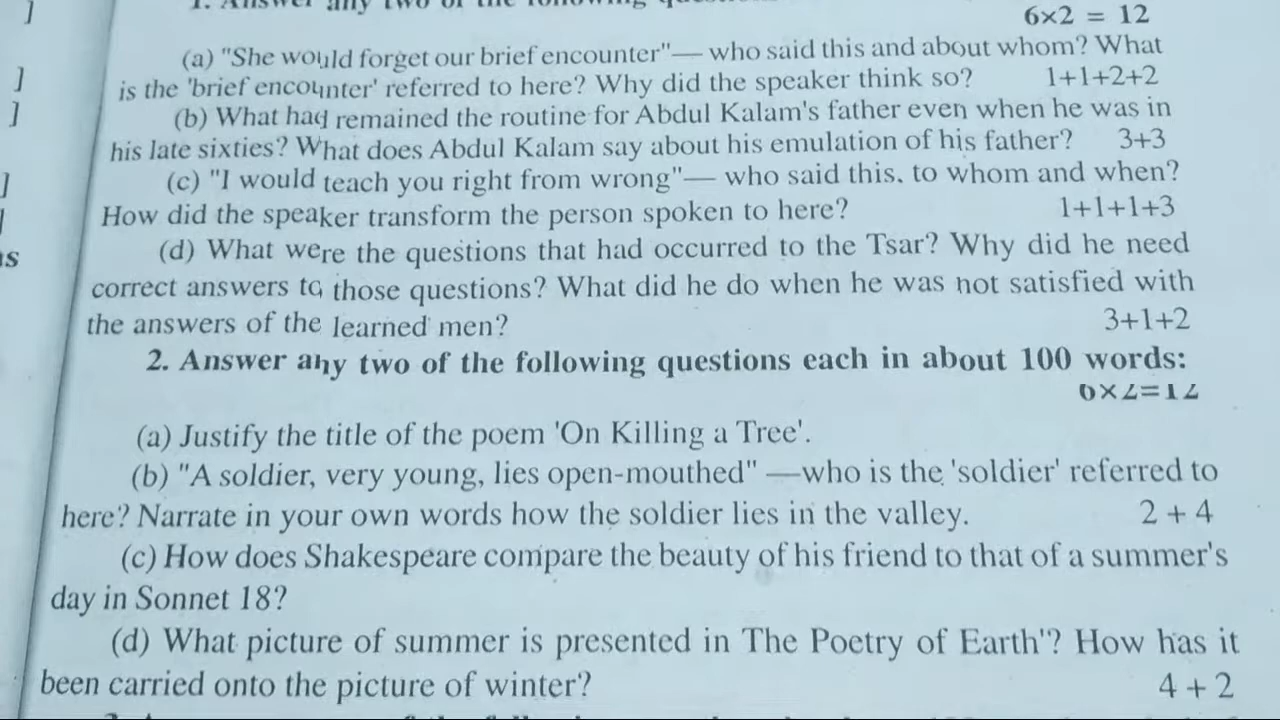 1. Answer any two of the following
6×2 = 12
]
(a) "She would forget our brief encounter"— who said this and about whom? What
]
is the 'brief encounter' referred to here? Why did the speaker think so? 1+1+2+2
]
(b) What had remained the routine for Abdul Kalam's father even when he was in
his late sixties? What does Abdul Kalam say about his emulation of his father? 3+3
]
(c) "I would teach you right from wrong"— who said this, to whom and when?
How did the speaker transform the person spoken to here? 1+1+1+3
(d) What were the questions that had occurred to the Tsar? Why did he need
correct answers to those questions? What did he do when he was not satisfied with
the answers of the learned men? 3+1+2
2. Answer any two of the following questions each in about 100 words:
6×2=12
(a) Justify the title of the poem 'On Killing a Tree'.
(b) "A soldier, very young, lies open-mouthed" —who is the 'soldier' referred to
here? Narrate in your own words how the soldier lies in the valley. 2 + 4
(c) How does Shakespeare compare the beauty of his friend to that of a summer's
day in Sonnet 18?
(d) What picture of summer is presented in The Poetry of Earth'? How has it
been carried onto the picture of winter? 4 + 2